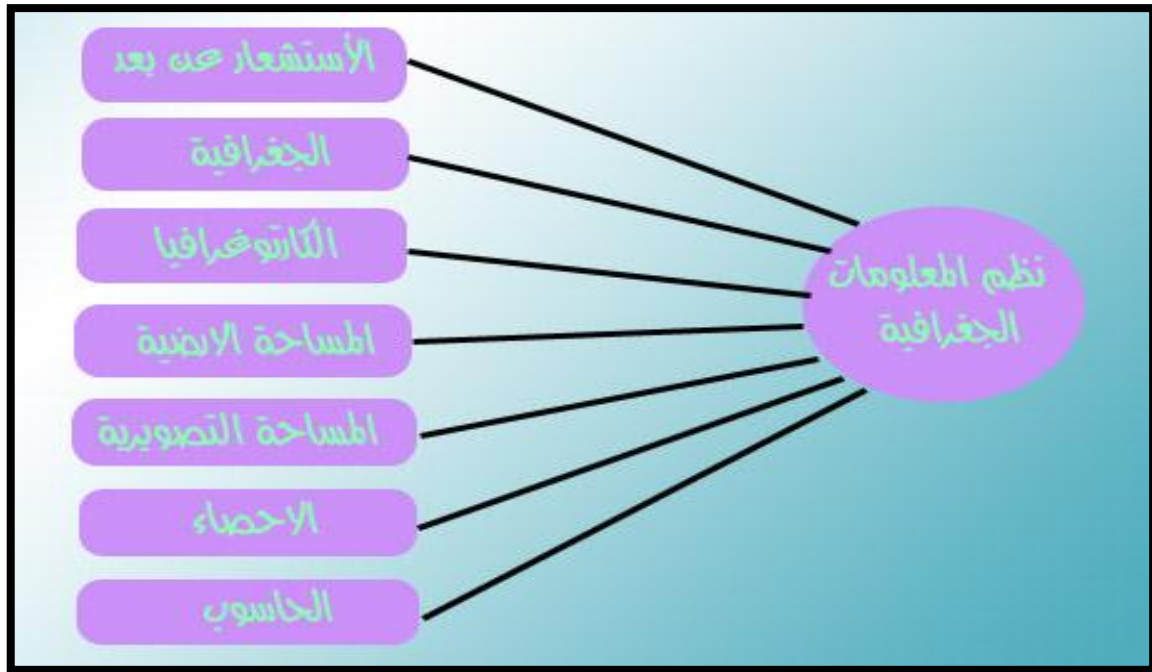 الأستشعار عن بعد
الجغرافية
الكارتوغرافيا
المساحة الارضية
المساحة التصويرية
الاحصاء
الحاسوب
نظم المعلومات
الجغرافية